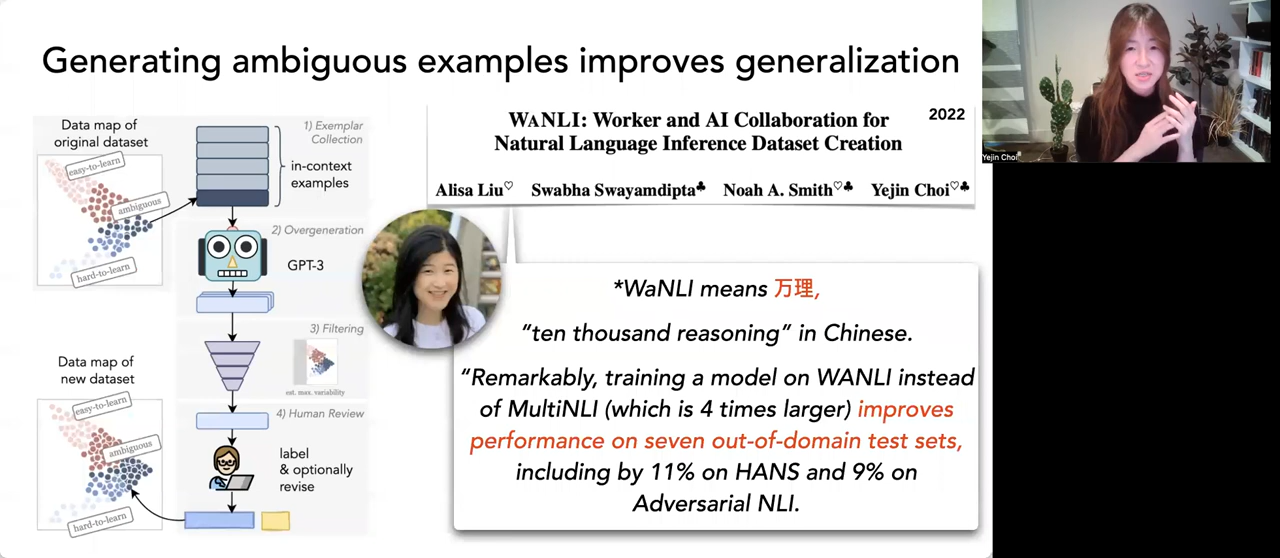 Generating ambiguous examples improves generalization
Data map of
original dataset
easy-to-learn
ambiguous
hard-to-learn
1) Exemplar
Collection
in-context
examples
2) Overgeneration
GPT-3
3) Filtering
est. max. variability
4) Human Review
label
& optionally
revise
Data map of
new dataset
easy-to-learn
ambiguous
hard-to-learn
2022
WANLI: Worker and AI Collaboration for
Natural Language Inference Dataset Creation
Alisa Liu♡ Swabha Swayamdipta♣ Noah A. Smith♡♣ Yejin Choi♡♣
*WaNLI means 万理,
“ten thousand reasoning” in Chinese.
“Remarkably, training a model on WANLI instead
of MultiNLI (which is 4 times larger) improves
performance on seven out-of-domain test sets,
including by 11% on HANS and 9% on
Adversarial NLI.
Yejin Choi